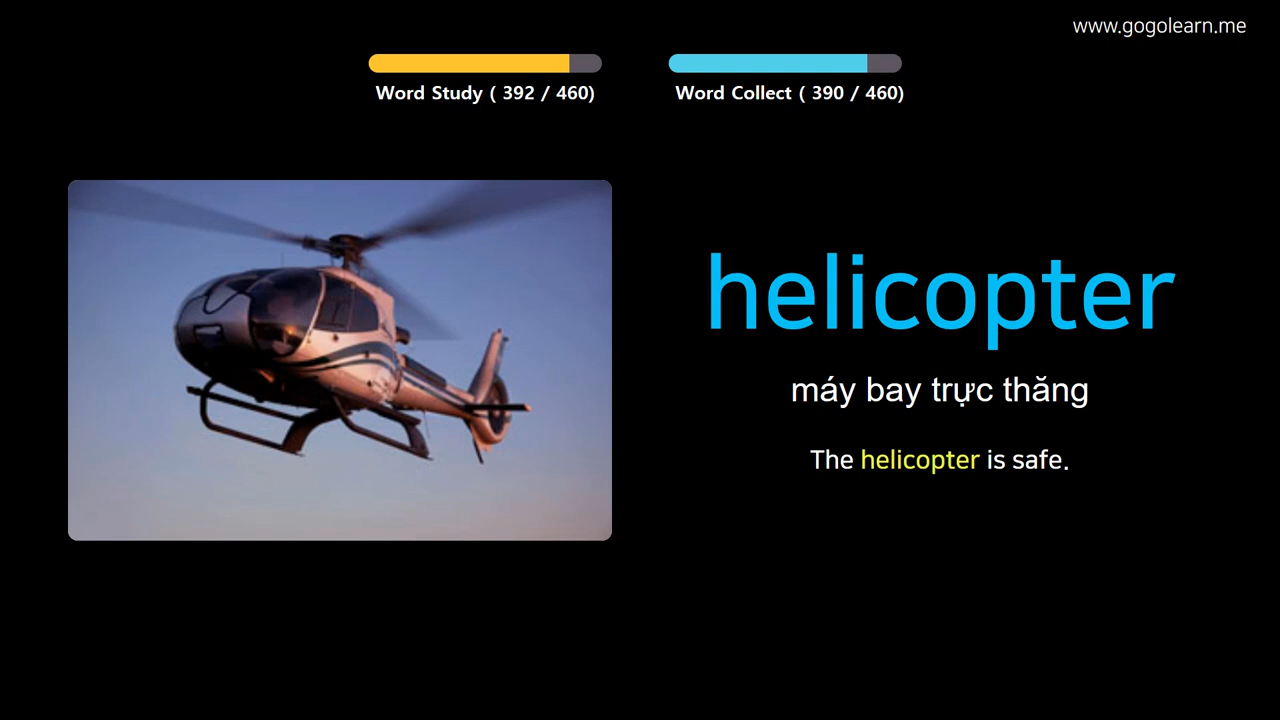 www.gogolearn.me
Word Study ( 392 / 460)
Word Collect ( 390 / 460)
helicopter
máy bay trực thăng
The helicopter is safe.